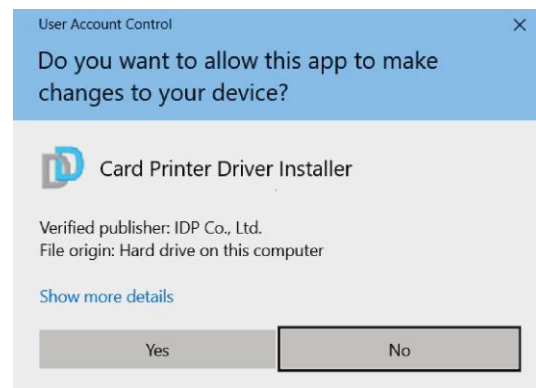 User Account Control
Do you want to allow this app to make
changes to your device?
Card Printer Driver Installer
Verified publisher: IDP Co., Ltd.
File origin: Hard drive on this computer
Show more details
Yes
No